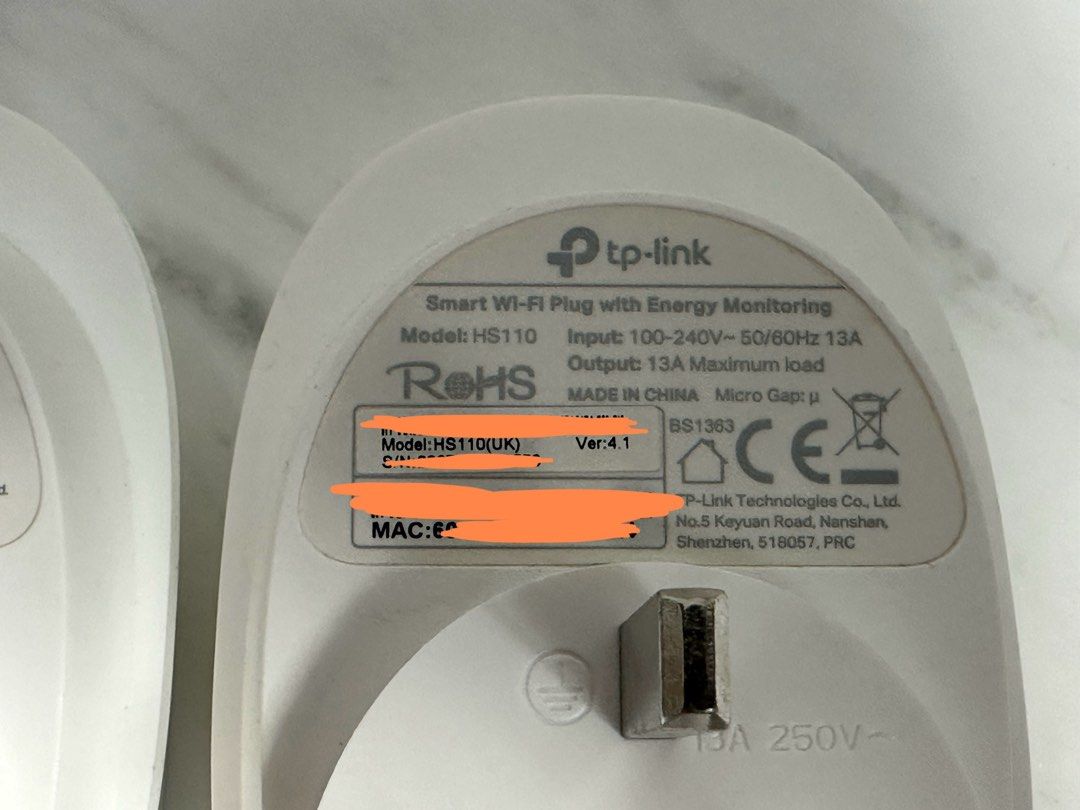 tp-link
Smart Wi-Fi Plug with Energy Monitoring
Model: HS110 Input: 100-240V~ 50/60Hz 13A
Output: 13A Maximum load
RoHS
MADE IN CHINA Micro Gap: μ
Model:HS110(UK) Ver:4.1
S/N:
BS1363
CE
MAC:60
TP-Link Technologies Co., Ltd.
No.5 Keyuan Road, Nanshan,
Shenzhen, 518057, PRC
13A 250V~